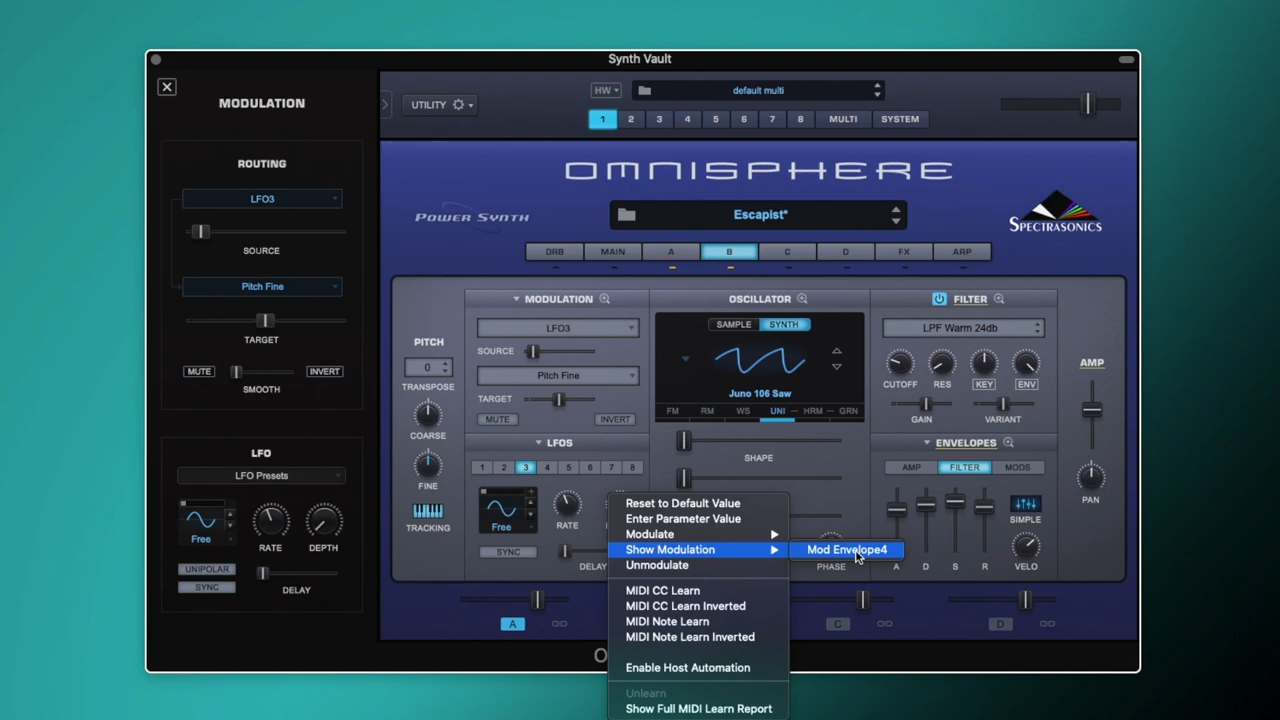 Synth Vault
MODULATION
ROUTING
LFO3
SOURCE
Pitch Fine
TARGET
MUTE
INVERT
SMOOTH
LFO
LFO Presets
Free
RATE
DEPTH
UNIPOLAR
SYNC
DELAY
UTILITY
HW
default multi
1 2 3 4 5 6 7 8 MULTI SYSTEM
OMNISPHERE
POWER SYNTH
Escapist*
SPECTRASONICS
ORB MAIN A B C D FX ARP
PITCH
0
TRANSPOSE
COARSE
FINE
TRACKING
MODULATION
LFO3
SOURCE
Pitch Fine
TARGET
MUTE
INVERT
LFOS
1 2 3 4 5 6 7 8
Free
RATE
SYNC
DELAY
OSCILLATOR
SAMPLE SYNTH
Juno 106 Saw
FM RM WS UNI HRM GRN
SHAPE
PHASE
FILTER
LPF Warm 24db
CUTOFF RES KEY ENV
GAIN VARIANT
ENVELOPES
AMP FILTER MODS
SIMPLE
A D S R VELO
AMP
PAN
A
C
D
Reset to Default Value
Enter Parameter Value
Modulate
Show Modulation
Mod Envelope4
Unmodulate
MIDI CC Learn
MIDI CC Learn Inverted
MIDI Note Learn
MIDI Note Learn Inverted
Enable Host Automation
Unlearn
Show Full MIDI Learn Report